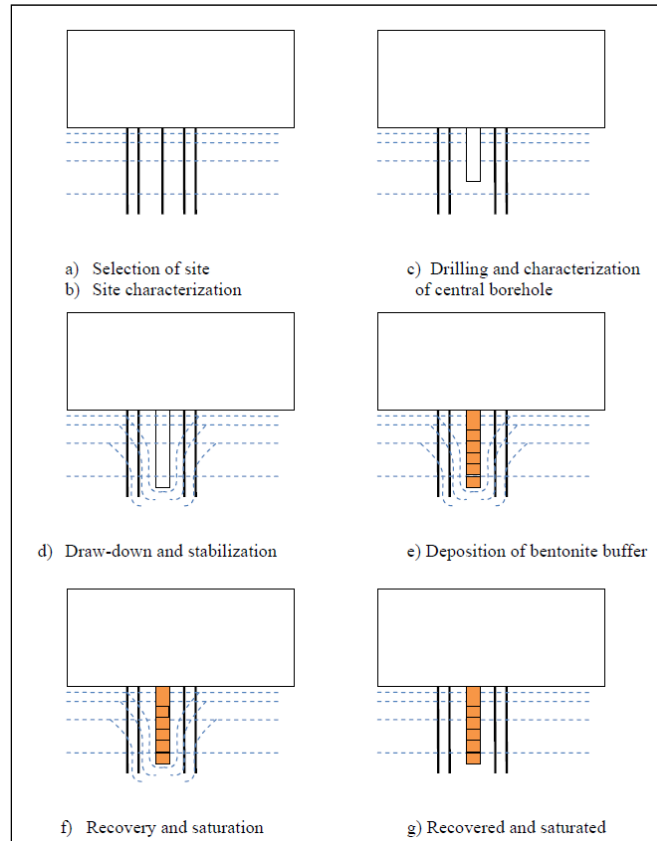 a) Selection of site
b) Site characterization
c) Drilling and characterization
of central borehole
d) Draw-down and stabilization
e) Deposition of bentonite buffer
f) Recovery and saturation
g) Recovered and saturated